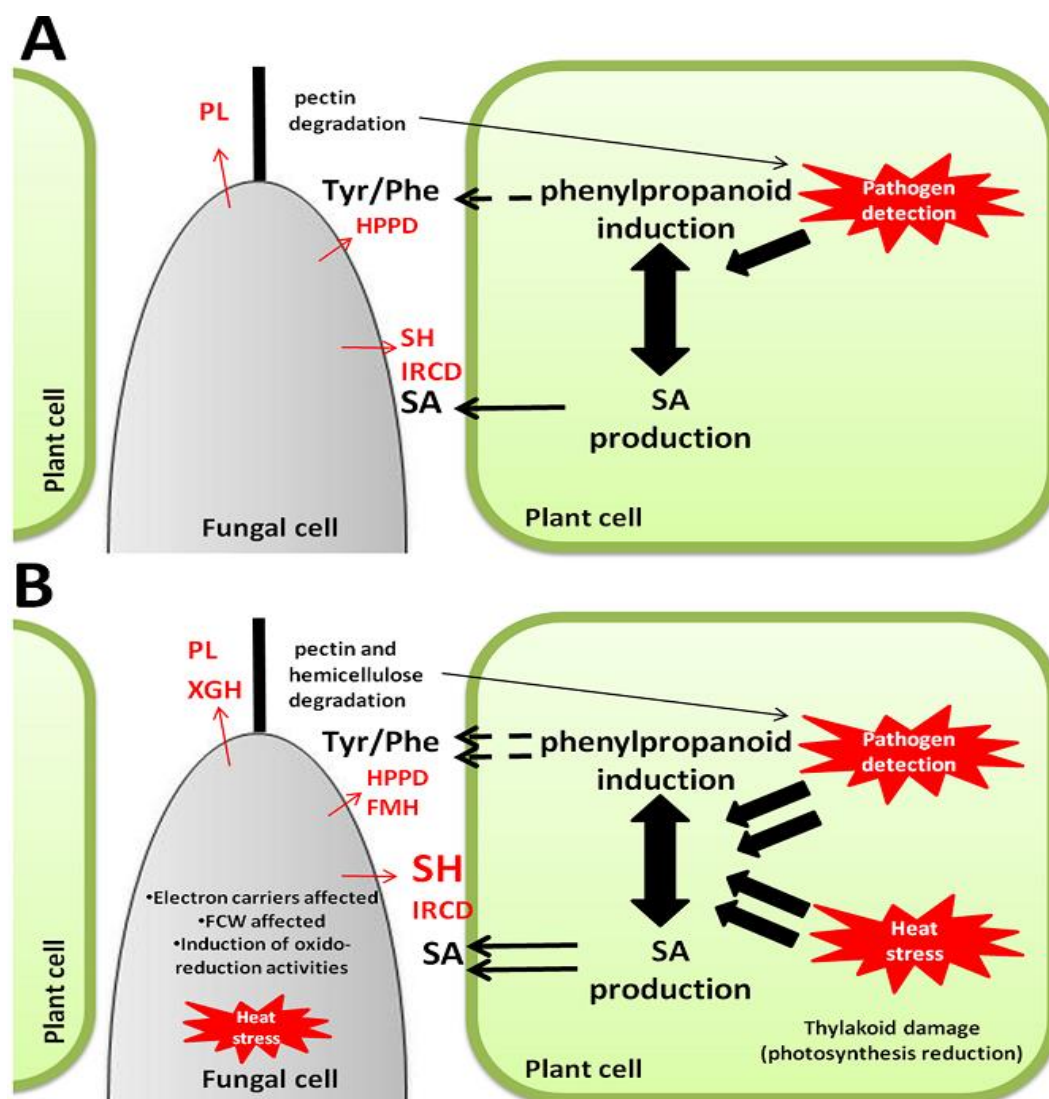 A
PL
pectin
degradation
Tyr/Phe
HPPD
phenylpropanoid
induction
Pathogen
detection
SH
IRCD
SA
SA
production
Plant cell
Fungal cell
Plant cell
B
PL
XGH
pectin and
hemicellulose
degradation
Tyr/Phe
HPPD
FMH
phenylpropanoid
induction
Pathogen
detection
SH
IRCD
•Electron carriers affected
•FCW affected
•Induction of oxido-
reduction activities
SA
SA
production
Heat
stress
Heat
stress
Thylakoid damage
(photosynthesis reduction)
Plant cell
Fungal cell
Plant cell